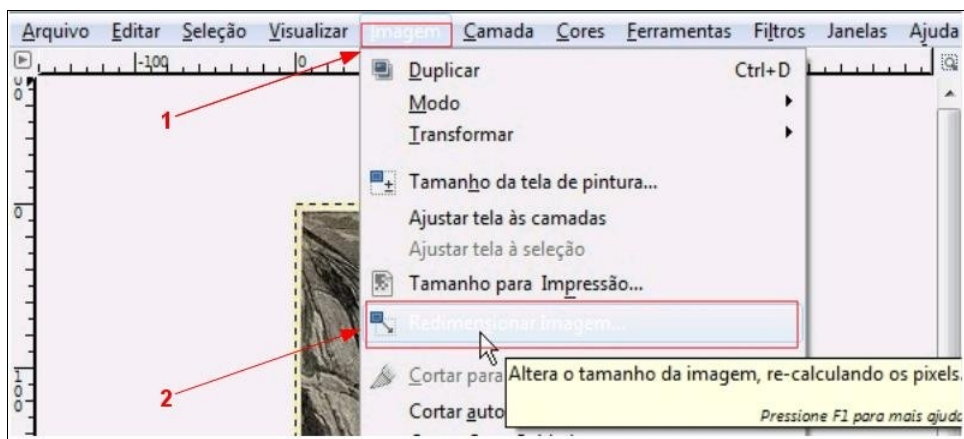 Arquivo Editar Seleção Visualizar Imagem Camada Cores Ferramentas Filtros Janelas Ajuda
-100 0
1
Duplicar Ctrl+D
Modo
Transformar
Tamanho da tela de pintura...
0
Ajustar tela às camadas
Ajustar tela à seleção
Tamanho para Impressão...
Redimensionar Imagem...
Altera o tamanho da imagem, re-calculando os pixels.
Cortar para
2
Cortar auto
Pressione F1 para mais ajuda
100